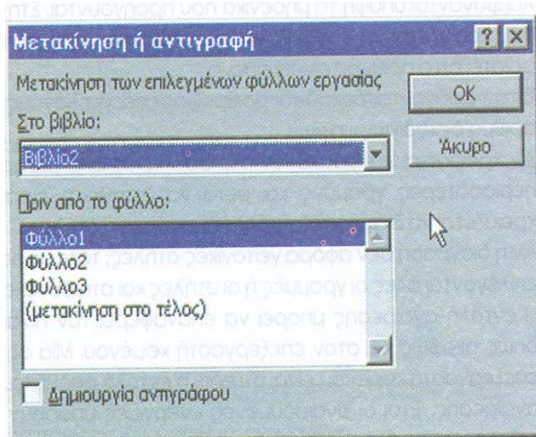 Μετακίνηση ή αντιγραφή
Μετακίνηση των επιλεγμένων φύλλων εργασίας
OK
Στο βιβλίο:
Άκυρο
Βιβλίο2
Πριν από το φύλλο:
Φύλλο1
Φύλλο2
Φύλλο3
(μετακίνηση στο τέλος)
Δημιουργία αντιγράφου